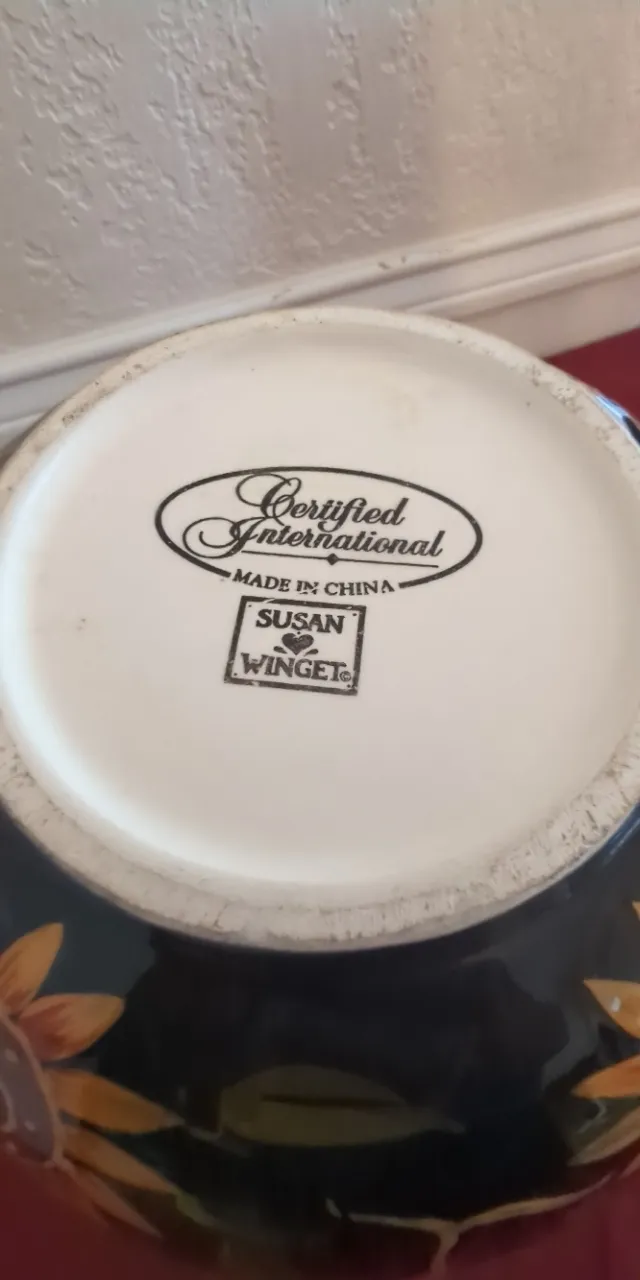 Certified
International
MADE IN CHINA
SUSAN
WINGET©